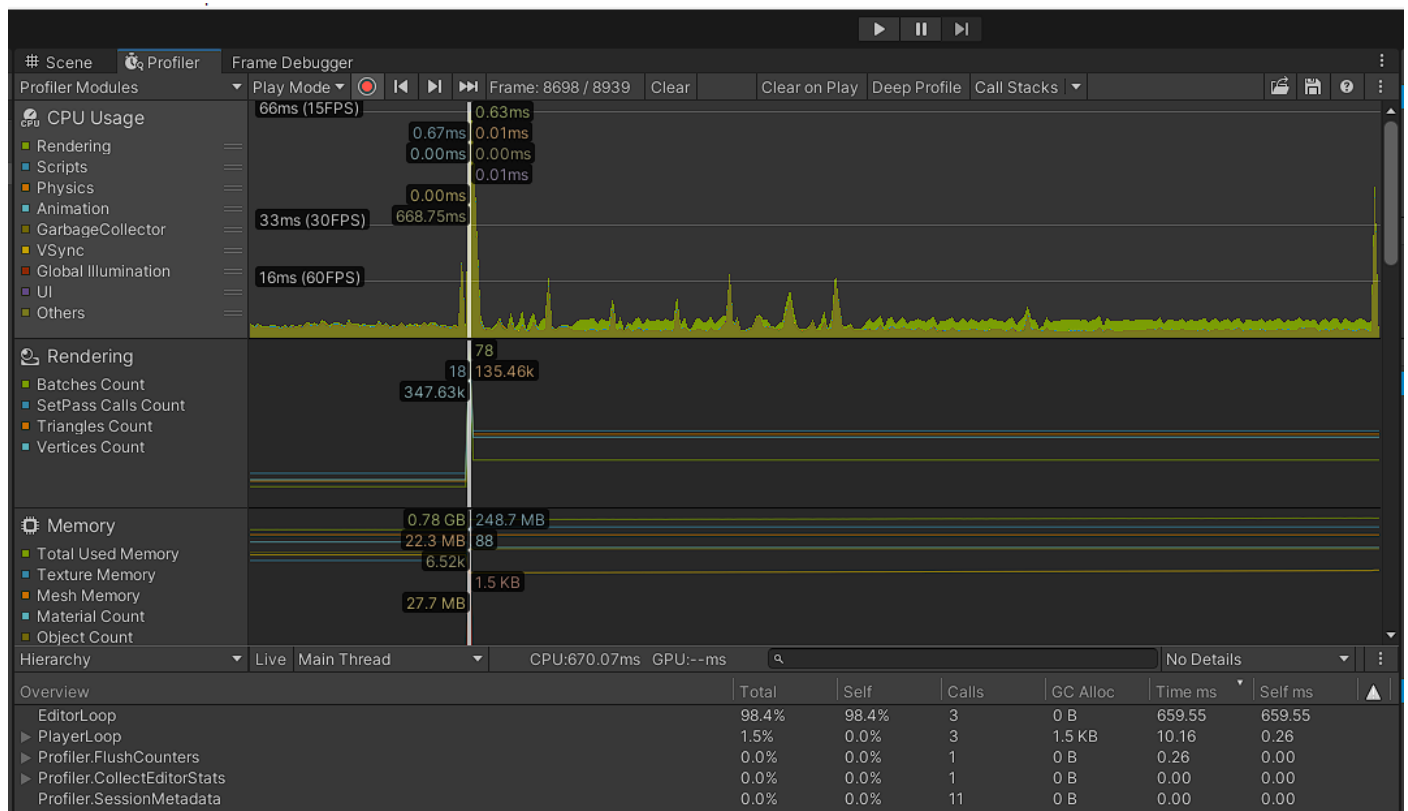 Scene Profiler Frame Debugger
Profiler Modules Play Mode Frame: 8698 / 8939 Clear Clear on Play Deep Profile Call Stacks
CPU Usage
Rendering
Scripts
Physics
Animation
GarbageCollector
VSync
Global Illumination
UI
Others
66ms (15FPS)
33ms (30FPS)
16ms (60FPS)
0.63ms
0.67ms 0.01ms
0.00ms 0.00ms
0.01ms
0.00ms
668.75ms
Rendering
Batches Count
SetPass Calls Count
Triangles Count
Vertices Count
78
18 135.46k
347.63k
Memory
Total Used Memory
Texture Memory
Mesh Memory
Material Count
Object Count
0.78 GB 248.7 MB
22.3 MB 88
6.52k
1.5 KB
27.7 MB
Hierarchy Live Main Thread CPU:670.07ms GPU:--ms No Details
Overview Total Self Calls GC Alloc Time ms Self ms
EditorLoop 98.4% 98.4% 3 0 B 659.55 659.55
PlayerLoop 1.5% 0.0% 3 1.5 KB 10.16 0.26
Profiler.FlushCounters 0.0% 0.0% 1 0 B 0.26 0.00
Profiler.CollectEditorStats 0.0% 0.0% 1 0 B 0.00 0.00
Profiler.SessionMetadata 0.0% 0.0% 11 0 B 0.00 0.00